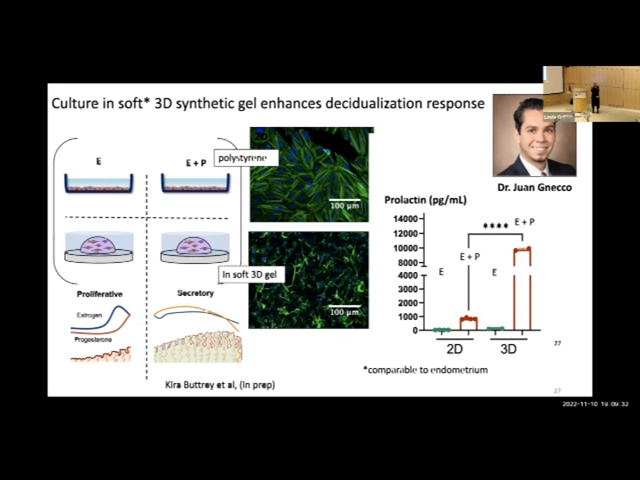 Culture in soft* 3D synthetic gel enhances decidualization response
E
E + P
polystyrene
100 µm
Dr. Juan Gnecco
Prolactin (pg/mL)
14000
12000
10000
8000
4000
3000
2000
1000
0
E
E + P
E
****
E + P
2D
3D
In soft 3D gel
100 µm
Proliferative
Secretory
Estrogen
Progesterone
*comparable to endometrium
Kira Buttrey et al, (in prep)
27
27
2022-11-10 19:09:32